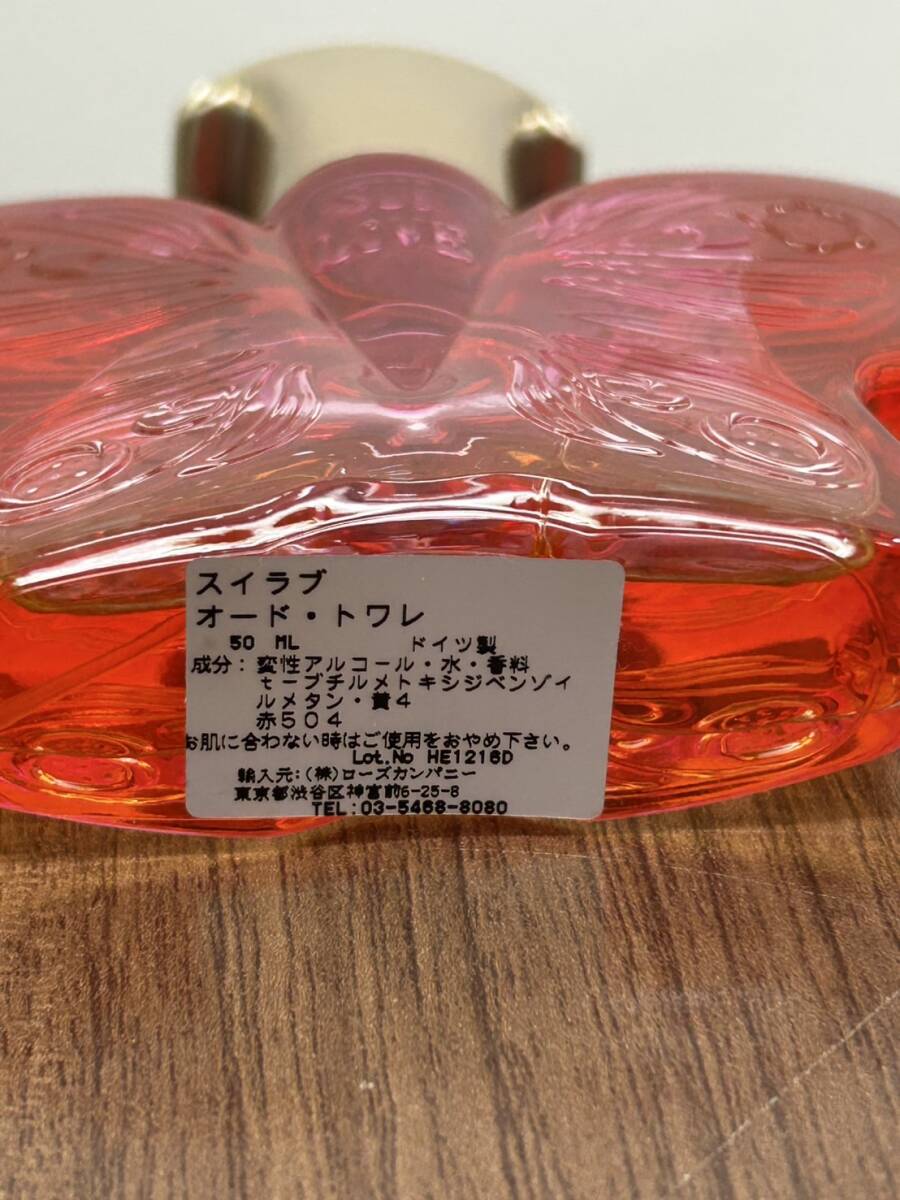 SUI
LOVE
スイラブ
オード・トワレ
50 ML ドイツ製
成分：変性アルコール・水・香料
tーブチルメトキシジベンゾイ
ルメタン・黄4
赤504
お肌に合わない時はご使用をおやめ下さい。
Lot.No HE1216D
輸入元：(株)ローズカンパニー
東京都渋谷区神宮前6-25-8
TEL:03-5468-8080